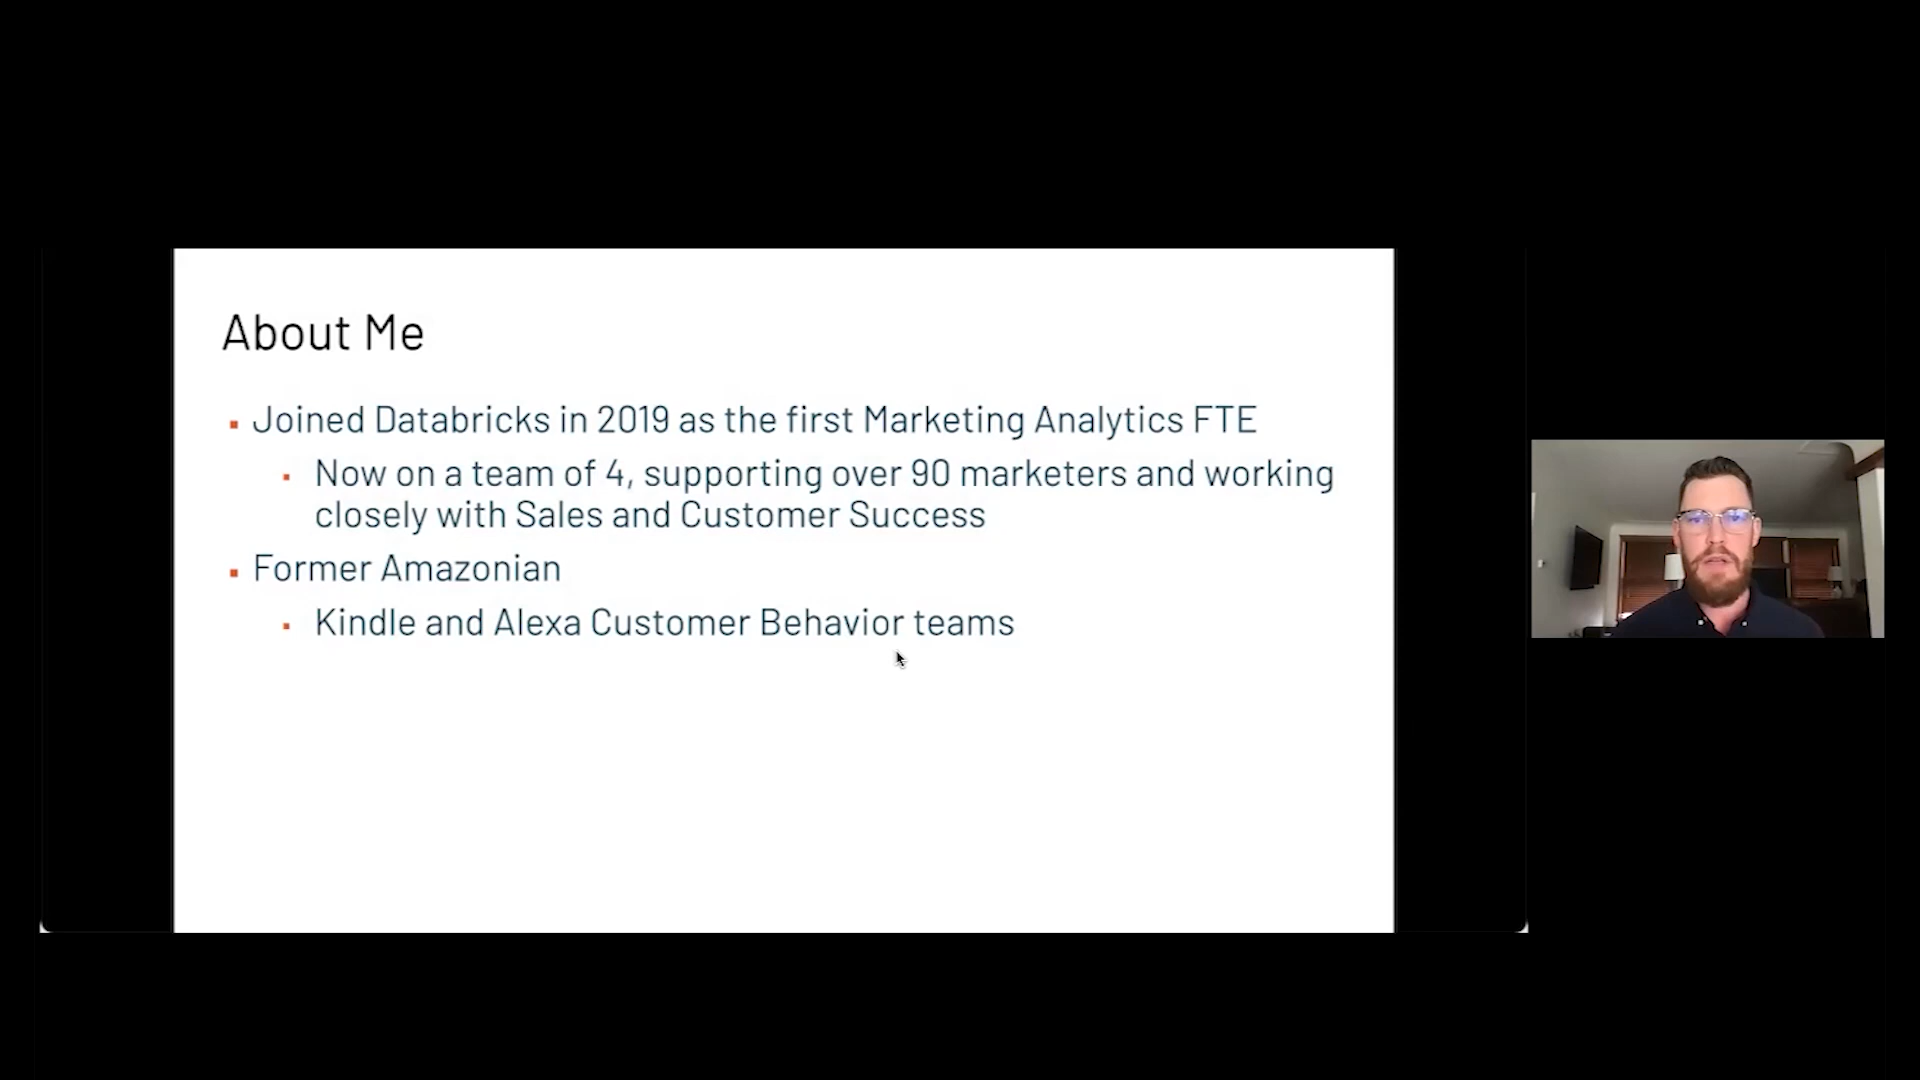 About Me
Joined Databricks in 2019 as the first Marketing Analytics FTE
Now on a team of 4, supporting over 90 marketers and working
closely with Sales and Customer Success
Former Amazonian
Kindle and Alexa Customer Behavior teams